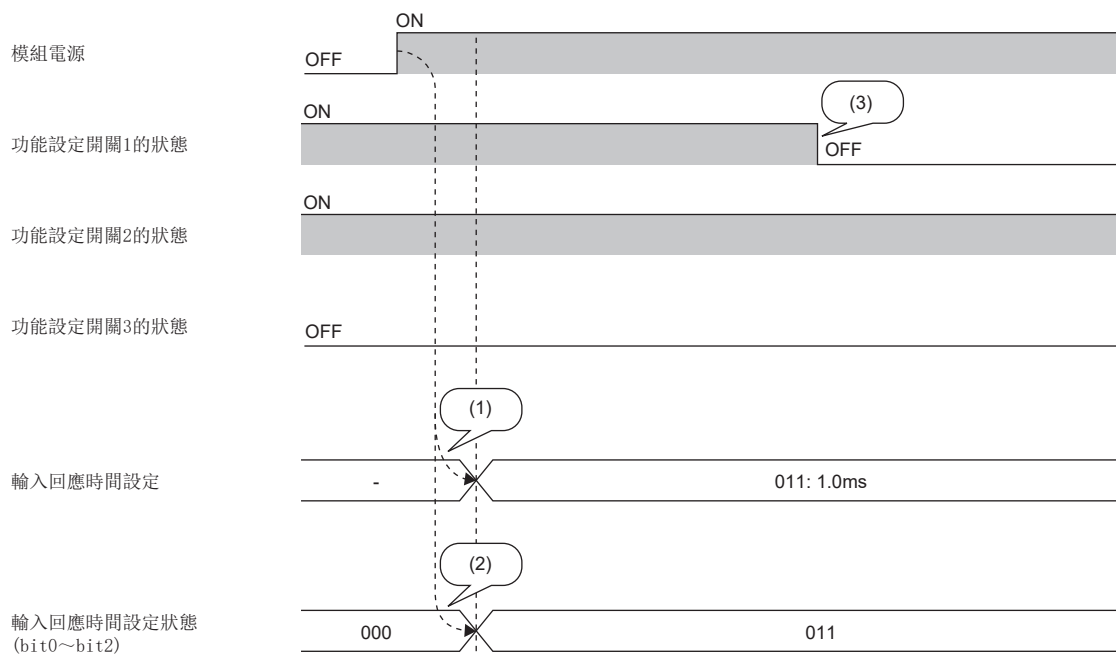 ON
模組電源
OFF
ON
(3)
功能設定開關1的狀態
OFF
ON
功能設定開關2的狀態
功能設定開關3的狀態
OFF
(1)
輸入回應時間設定
-
011: 1.0ms
(2)
輸入回應時間設定狀態
(bit0～bit2)
000
011